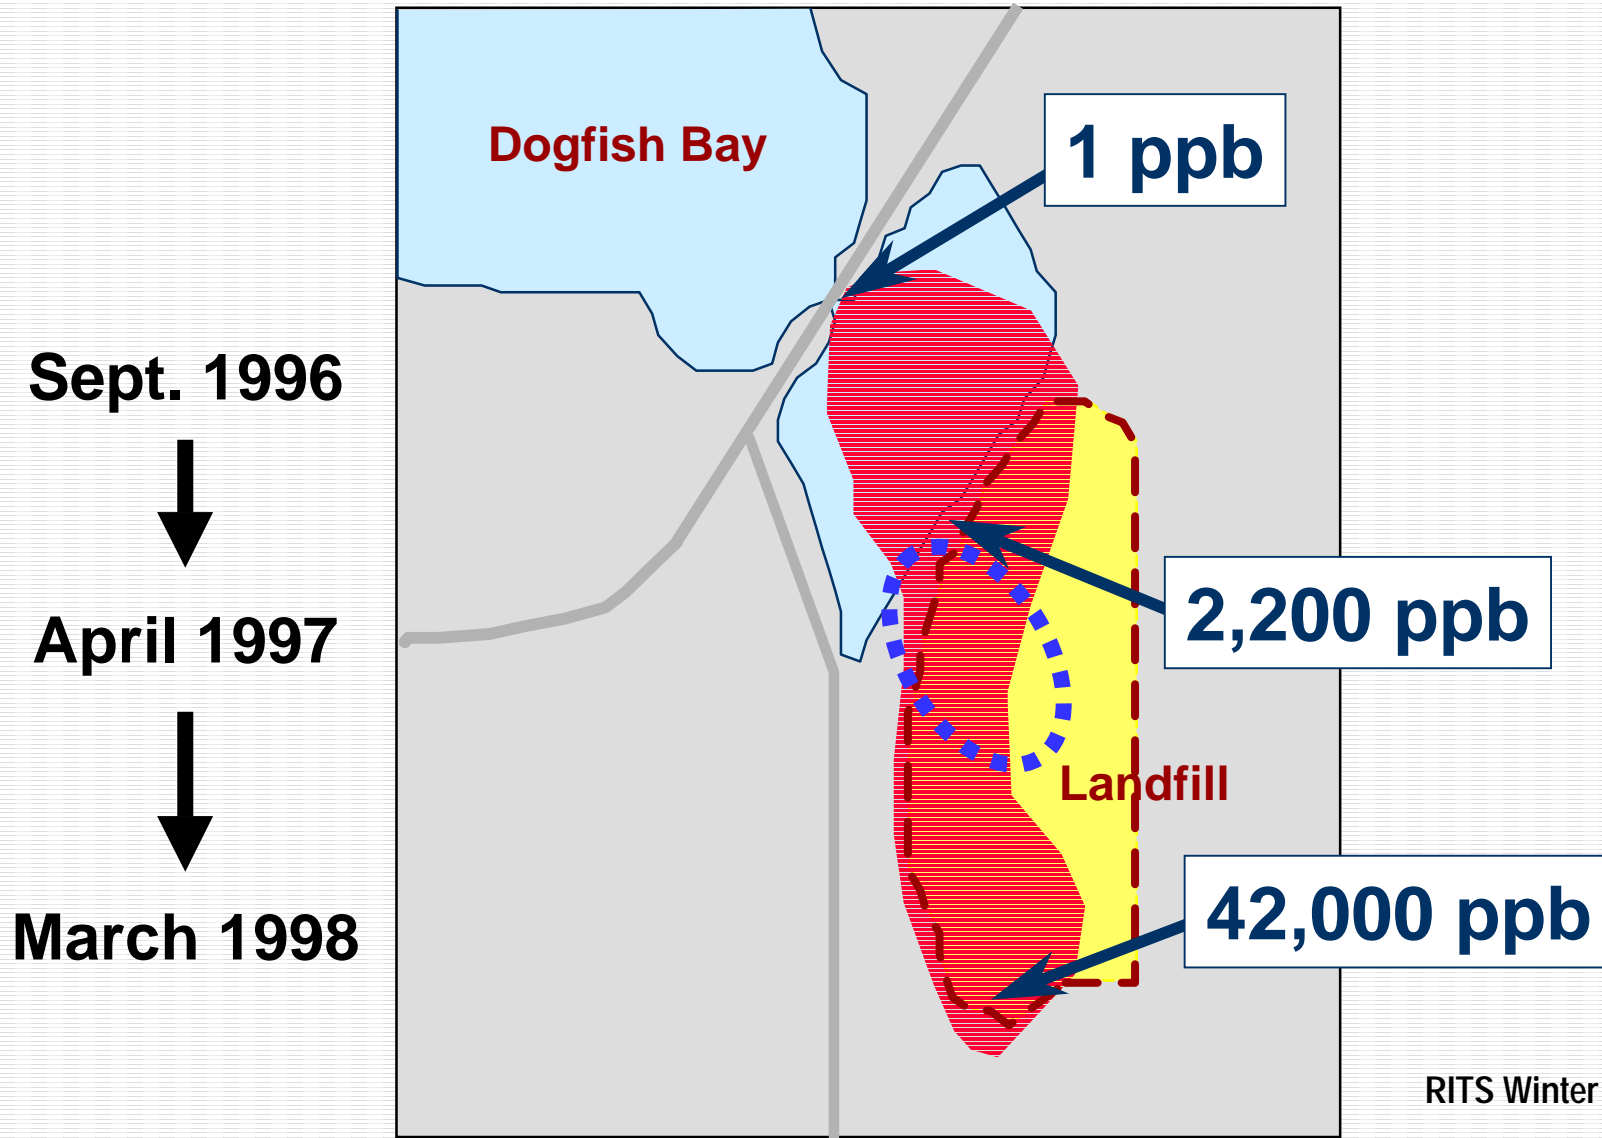 Dogfish Bay
1 ppb
Sept. 1996
April 1997
2,200 ppb
Landfill
March 1998
42,000 ppb
RITS Winter